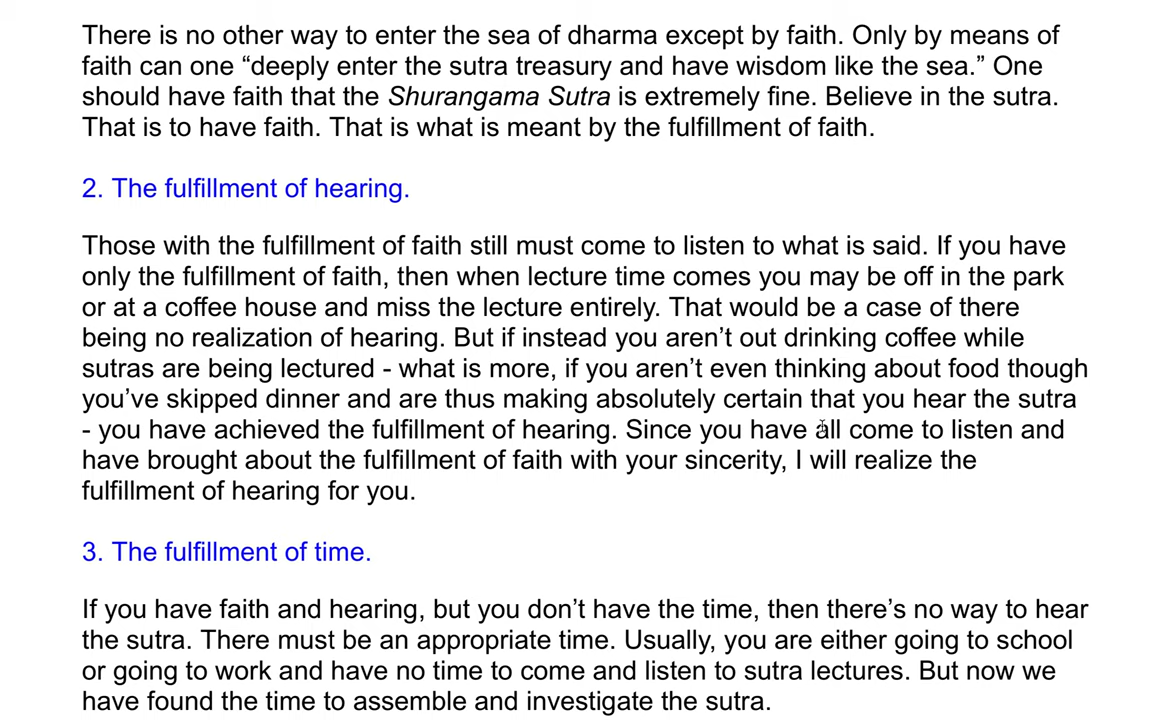 There is no other way to enter the sea of dharma except by faith. Only by means of
faith can one “deeply enter the sutra treasury and have wisdom like the sea.” One
should have faith that the Shurangama Sutra is extremely fine. Believe in the sutra.
That is to have faith. That is what is meant by the fulfillment of faith.
2. The fulfillment of hearing.
Those with the fulfillment of faith still must come to listen to what is said. If you have
only the fulfillment of faith, then when lecture time comes you may be off in the park
or at a coffee house and miss the lecture entirely. That would be a case of there
being no realization of hearing. But if instead you aren’t out drinking coffee while
sutras are being lectured - what is more, if you aren’t even thinking about food though
you’ve skipped dinner and are thus making absolutely certain that you hear the sutra
- you have achieved the fulfillment of hearing. Since you have all come to listen and
have brought about the fulfillment of faith with your sincerity, I will realize the
fulfillment of hearing for you.
3. The fulfillment of time.
If you have faith and hearing, but you don’t have the time, then there’s no way to hear
the sutra. There must be an appropriate time. Usually, you are either going to school
or going to work and have no time to come and listen to sutra lectures. But now we
have found the time to assemble and investigate the sutra.